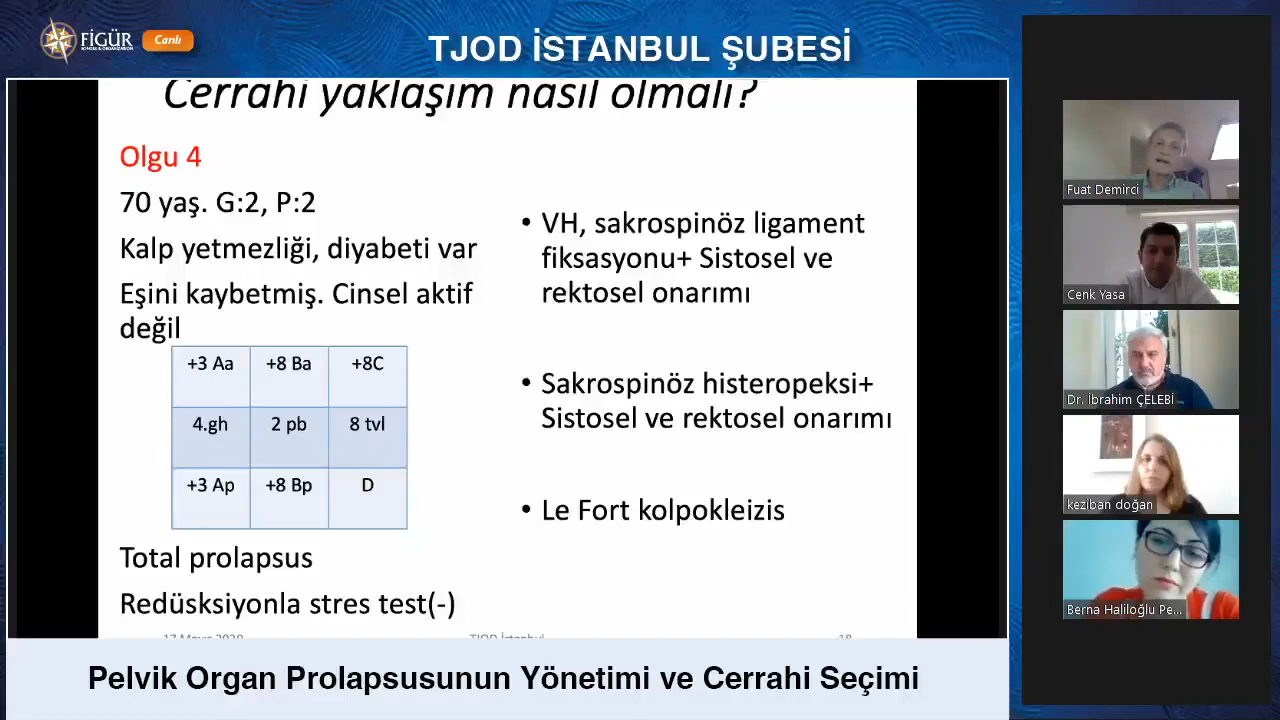 FİGÜR
Canlı
TJOD İSTANBUL ŞUBESİ
Cerrahi yaklaşım nasıl olmalı?
Olgu 4
70 yaş. G:2, P:2
Kalp yetmezliği, diyabeti var
Eşini kaybetmiş. Cinsel aktif
değil
+3 Aa +8 Ba +8C
4.gh 2 pb 8 tvl
+3 Ap +8 Bp D
Total prolapsus
Redüsksiyonla stres test(-)
• VH, sakrospinöz ligament
fiksasyonu+ Sistosel ve
rektosel onarımı
• Sakrospinöz histeropeksi+
Sistosel ve rektosel onarımı
• Le Fort kolpokleizis
17 Mayıs 2020 TJOD İstanbul 18
Pelvik Organ Prolapsusunun Yönetimi ve Cerrahi Seçimi
Fuat Demirci
Cenk Yasa
Dr. İbrahim ÇELEBİ
keziban doğan
Berna Haliloğlu Pe...